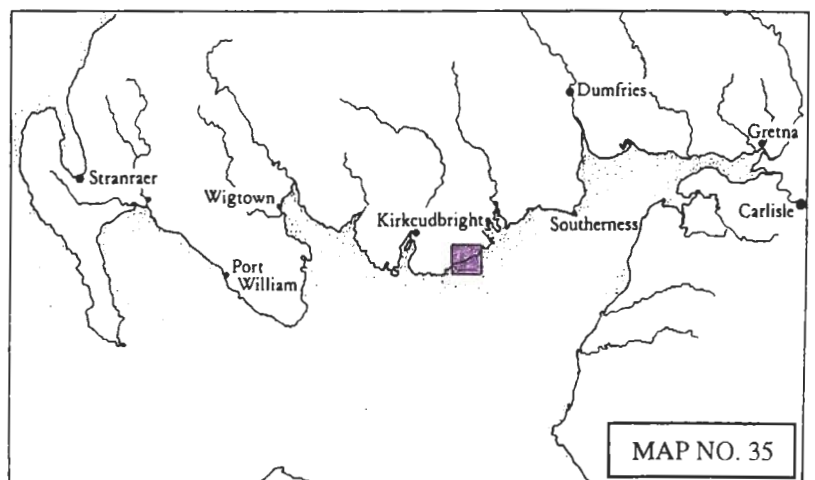 Dumfries
Gretna
Stranraer
Wigtown
Kirkcudbright
Southerness
Carlisle
Port
William
MAP NO. 35